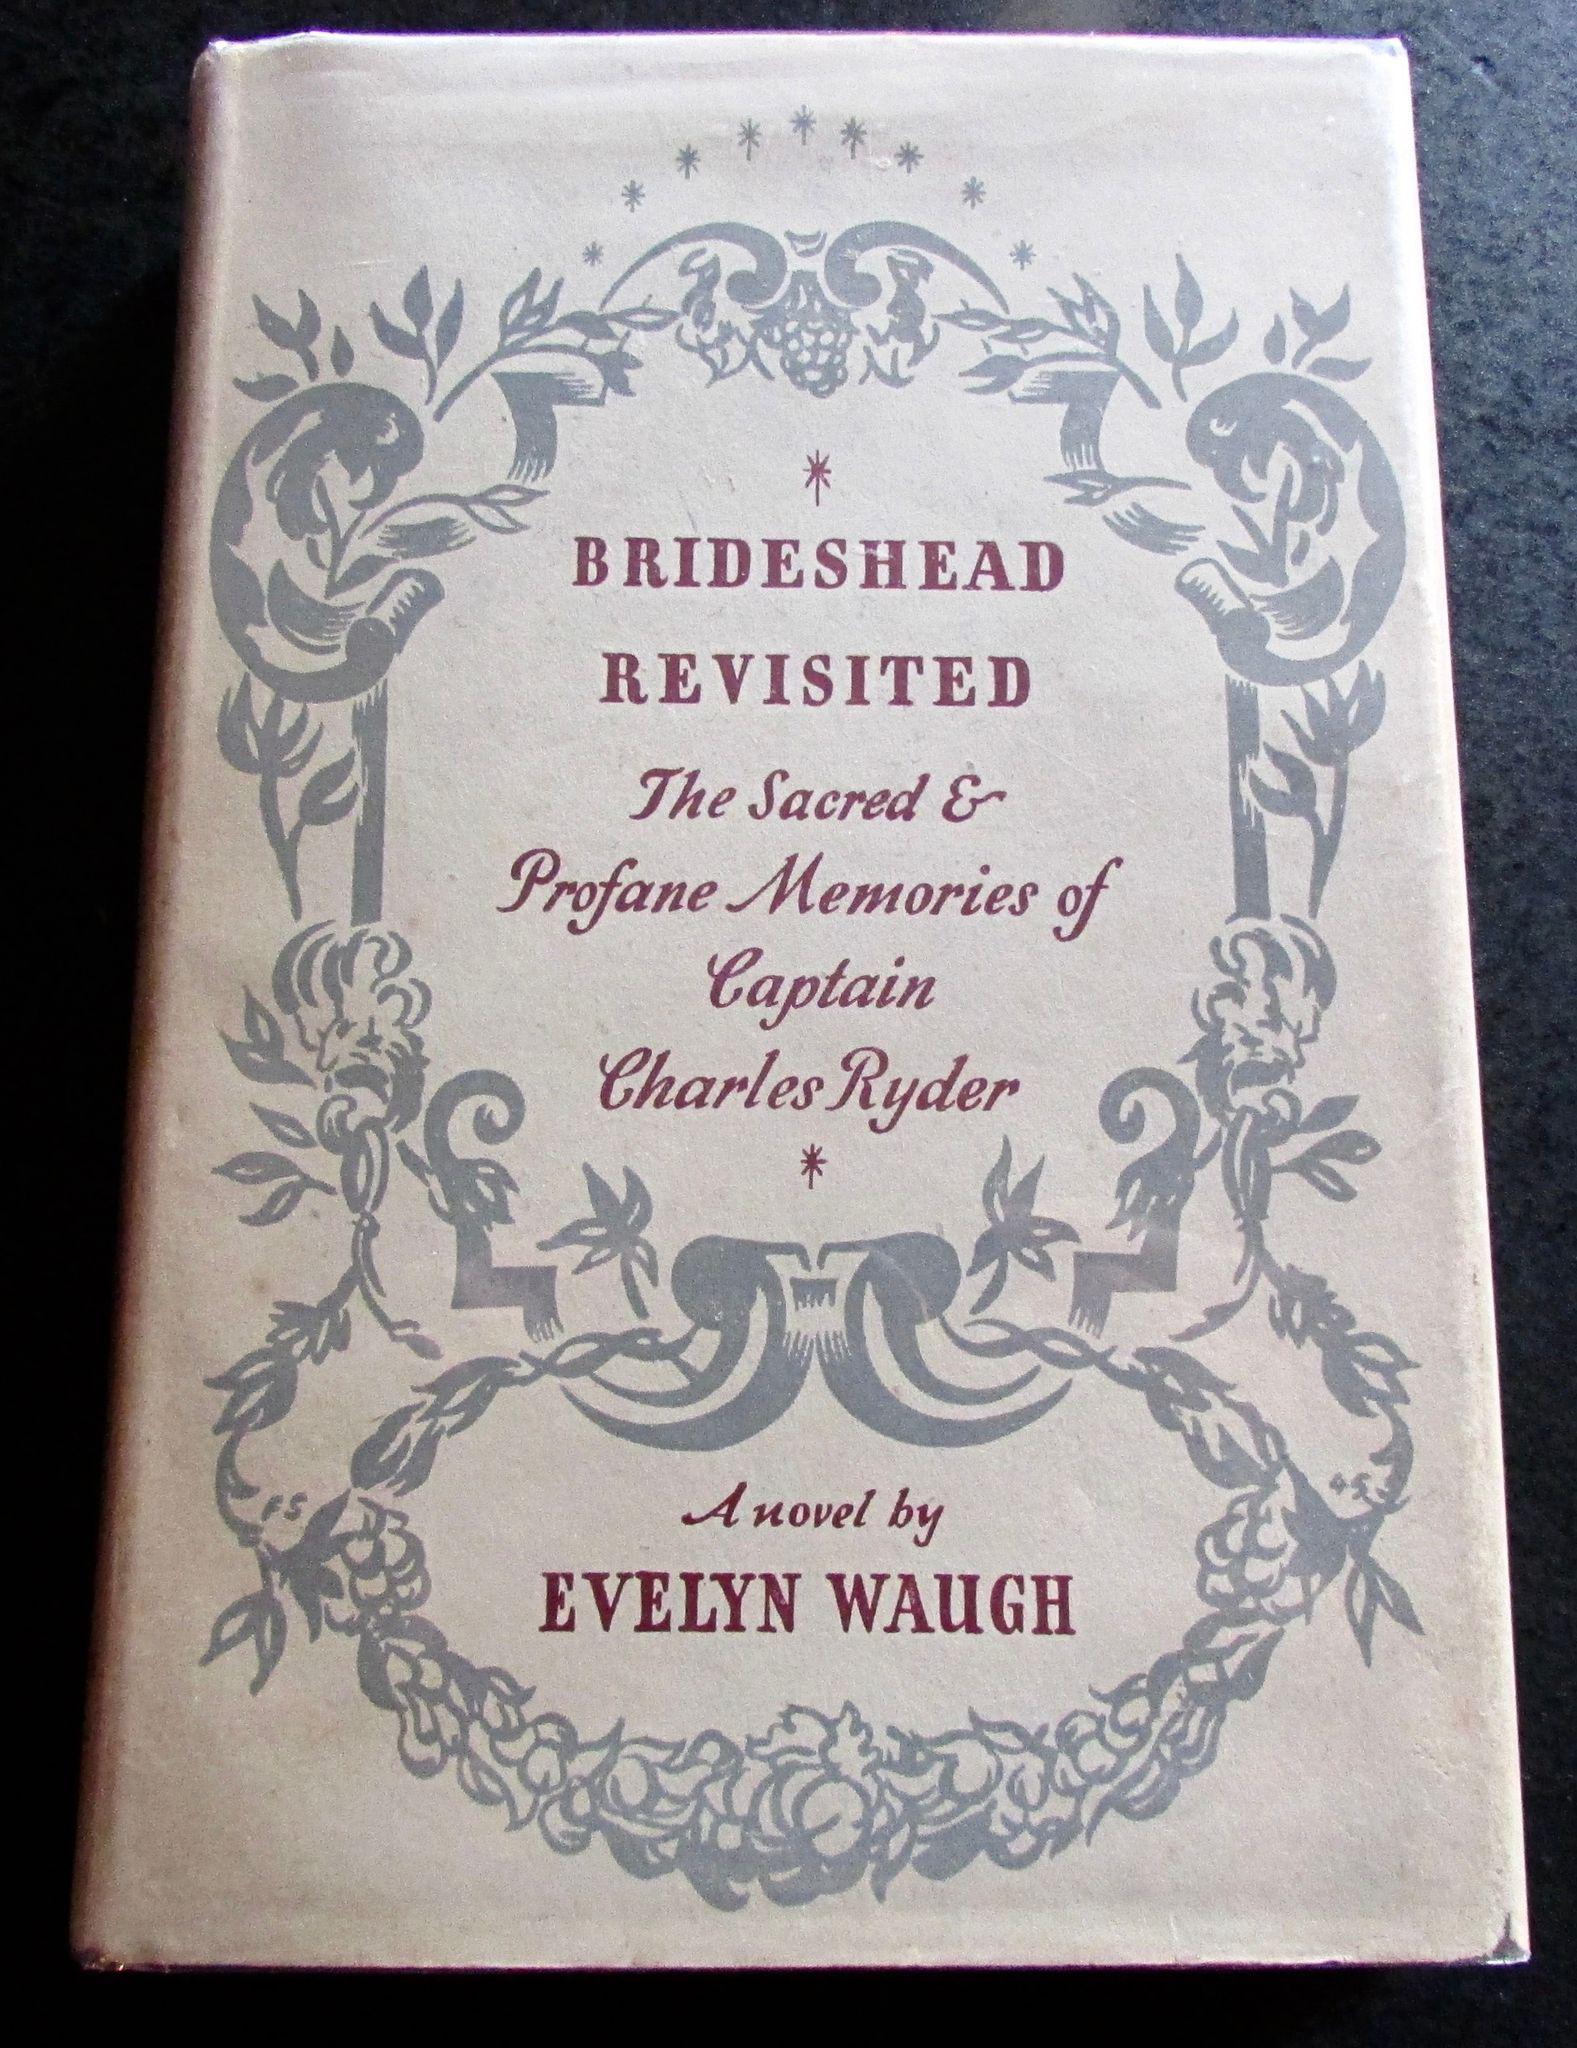 BRIDESHEAD
REVISITED
The Sacred &
Profane Memories of
Captain
Charles Ryder
A novel by
EVELYN WAUGH